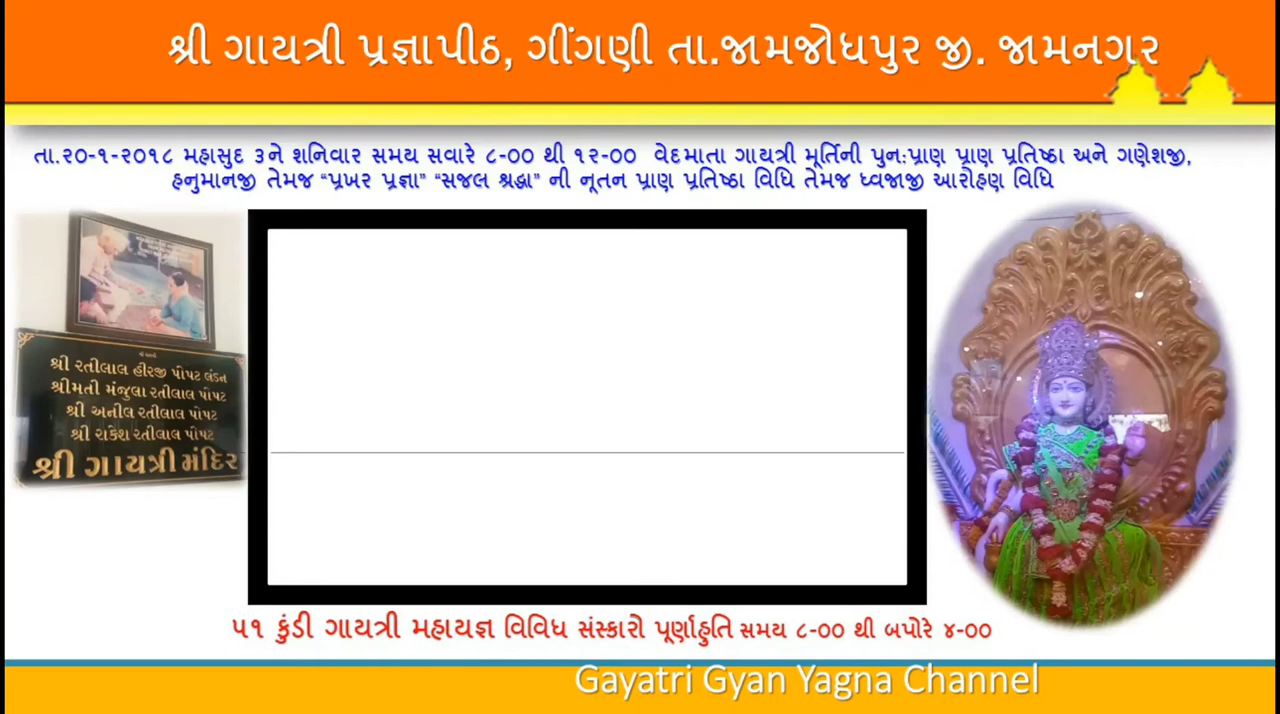 શ્રી ગાયત્રી પ્રજ્ઞાપીઠ, ગીંગણી તા.જામજોધપુર જી. જામનગર
તા.૨૦-૧-૨૦૧૮ મહાસુદ ૩ને શનિવાર સમય સવારે ૮-૦૦ થી ૧૨-૦૦ વેદમાતા ગાયત્રી મૂર્તિની પુન:પ્રાણ પ્રાણ પ્રતિષ્ઠા અને ગણેશજી,
હનુમાનજી તેમજ “પ્રખર પ્રજ્ઞા” “સજલ શ્રદ્ધા” ની નૂતન પ્રાણ પ્રતિષ્ઠા વિધિ તેમજ ધ્વજાજી આરોહણ વિધિ
શ્રી રતીલાલ હીરજી પોપટ લંડન
શ્રીમતી મંજુલા રતીલાલ પોપટ
શ્રી અનીલ રતીલાલ પોપટ
શ્રી રાકેશ રતીલાલ પોપટ
શ્રી ગાયત્રી મંદિર
૫૧ કુંડી ગાયત્રી મહાયજ્ઞ વિવિધ સંસ્કારો પૂર્ણાહુતિ સમય ૮-૦૦ થી બપોરે ૪-૦૦
Gayatri Gyan Yagna Channel